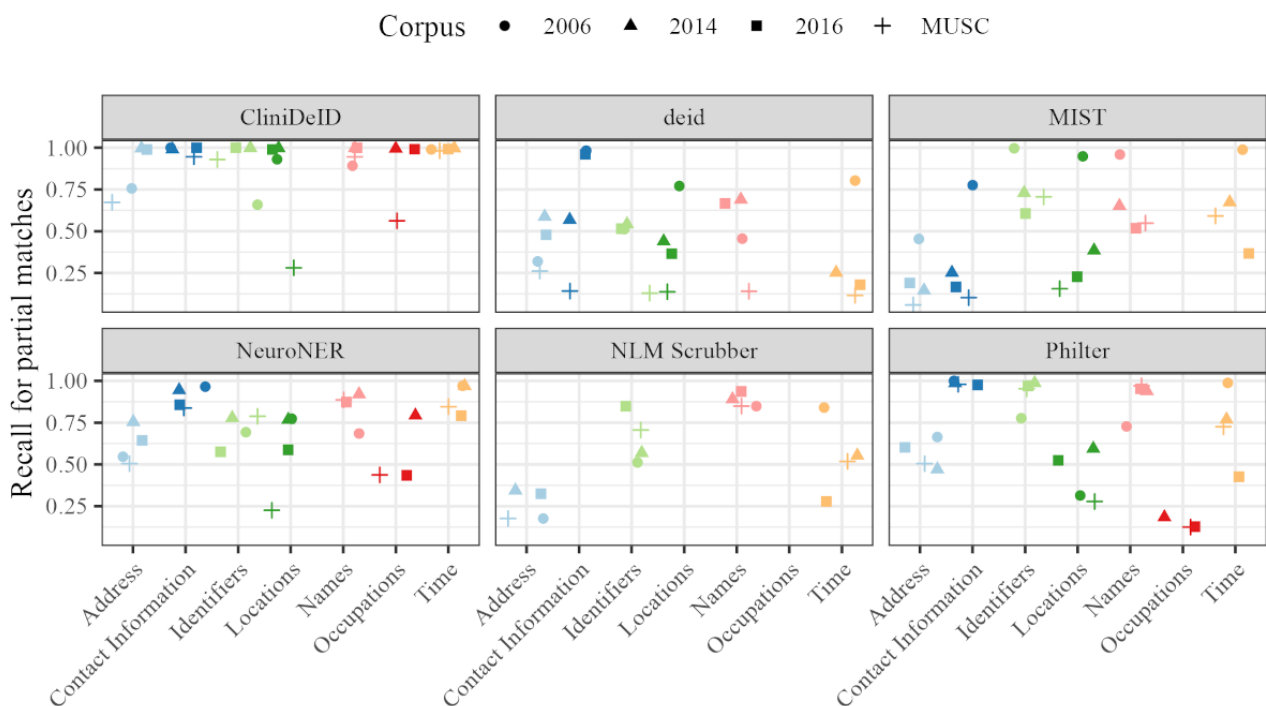 Corpus 2006 2014 2016 MUSC
CliniDeID deid MIST
1.00
0.75
0.50
0.25
NeuroNER NLM Scrubber Philter
1.00
0.75
0.50
0.25
Recall for partial matches
Address Contact Information Identifiers Locations Names Occupations Time
Address Contact Information Identifiers Locations Names Occupations Time
Address Contact Information Identifiers Locations Names Occupations Time